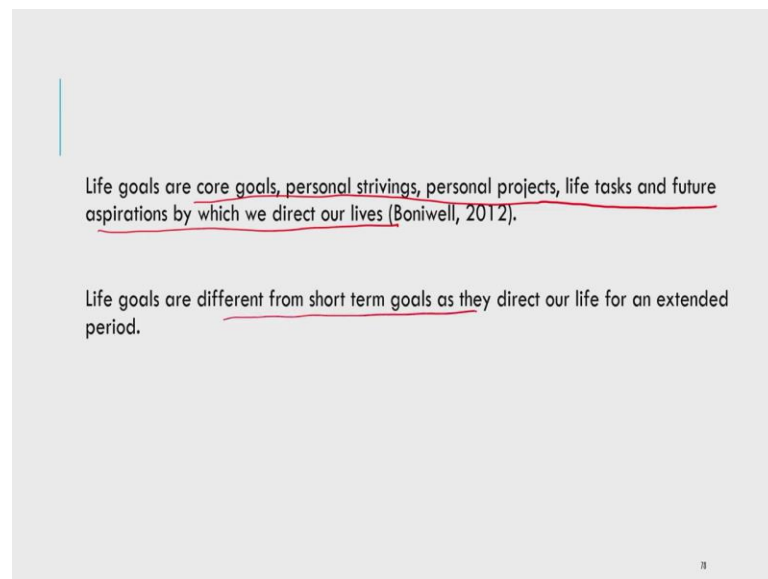 Life goals are core goals, personal strivings, personal projects, life tasks and future
aspirations by which we direct our lives (Boniwell, 2012).
Life goals are different from short term goals as they direct our life for an extended
period.